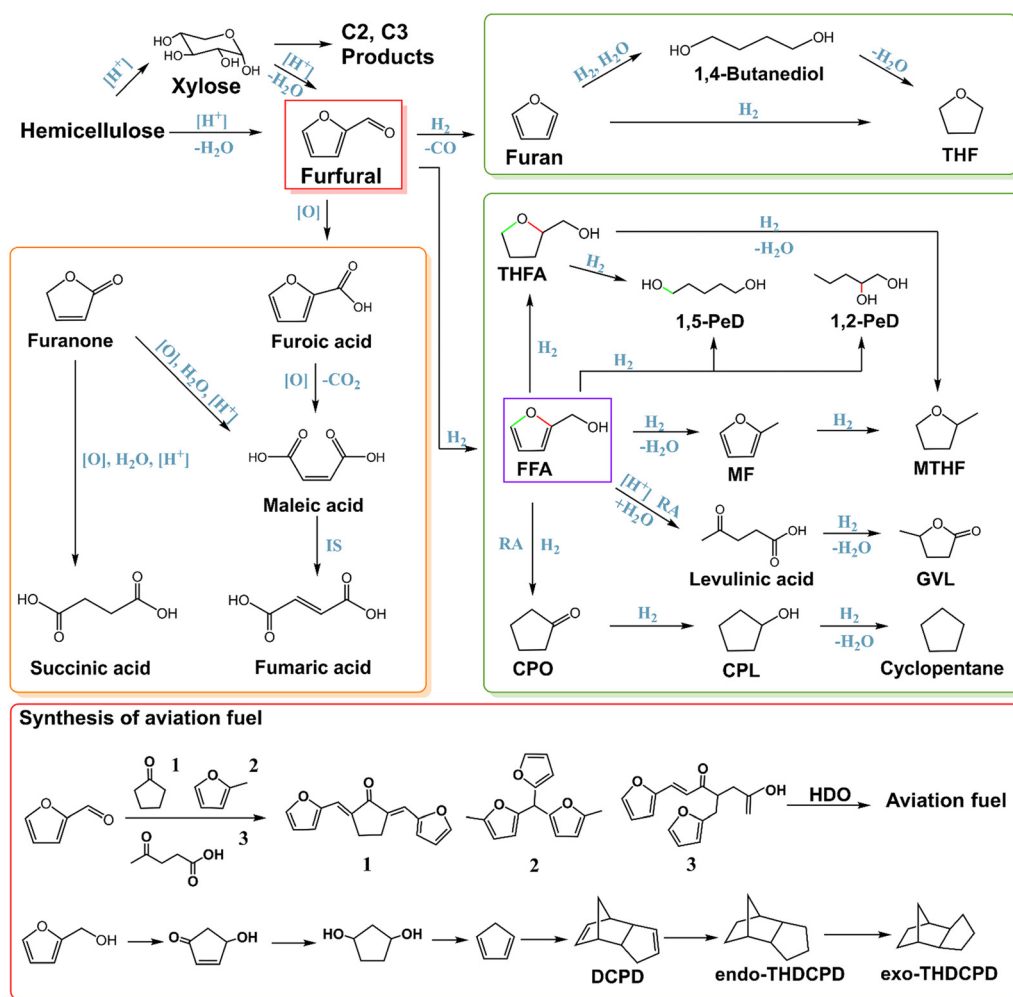 C2, C3
Products
[H+]
Xylose
[H+]
-H2O
Hemicellulose
[H+]
-H2O
Furfural
H2
-CO
H2, H2O
1,4-Butanediol
-H2O
H2
Furan
THF
[O]
H2
Furanone
Furoic acid
[O], H2O, [H+]
[O]
-CO2
[O], H2O, [H+]
Maleic acid
IS
Succinic acid
Fumaric acid
THFA
H2
-H2O
H2
1,5-PeD
1,2-PeD
H2
H2
FFA
H2
-H2O
MF
H2
MTHF
[H+] RA
+H2O
RA
H2
Levulinic acid
H2
-H2O
GVL
CPO
H2
CPL
H2
-H2O
Cyclopentane
Synthesis of aviation fuel
1
2
3
1
2
3
HDO
Aviation fuel
DCPD
endo-THDCPD
exo-THDCPD